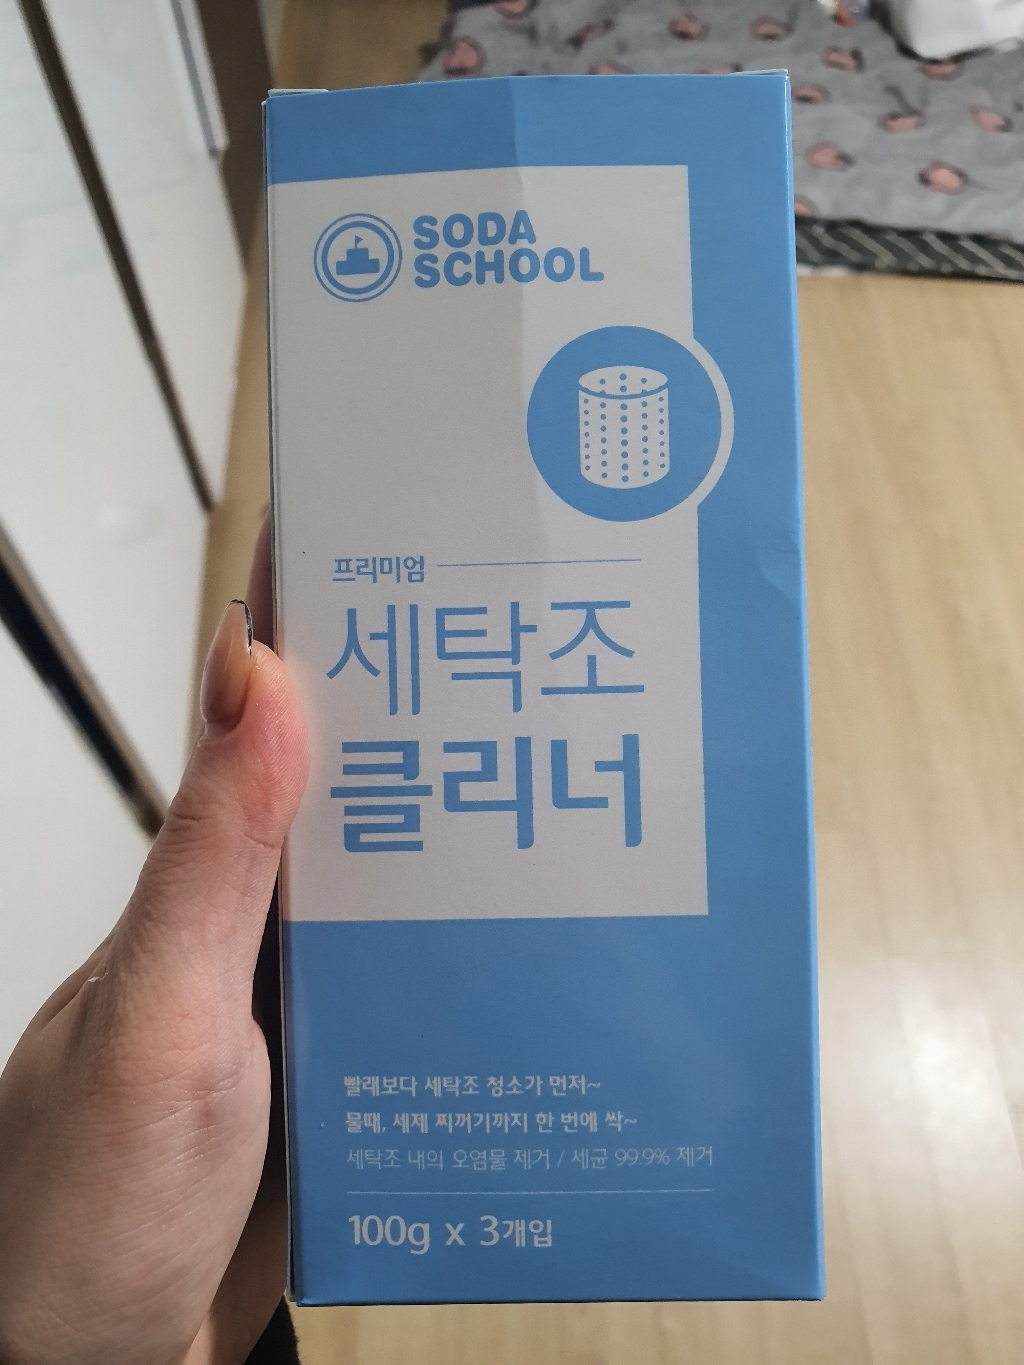 SODA
SCHOOL
프리미엄
세탁조
클리너
빨래보다 세탁조 청소가 먼저~
물때, 세제 찌꺼기까지 한 번에 싹~
세탁조 내의 오염물 제거 / 세균 99.9% 제거
100g x 3개입